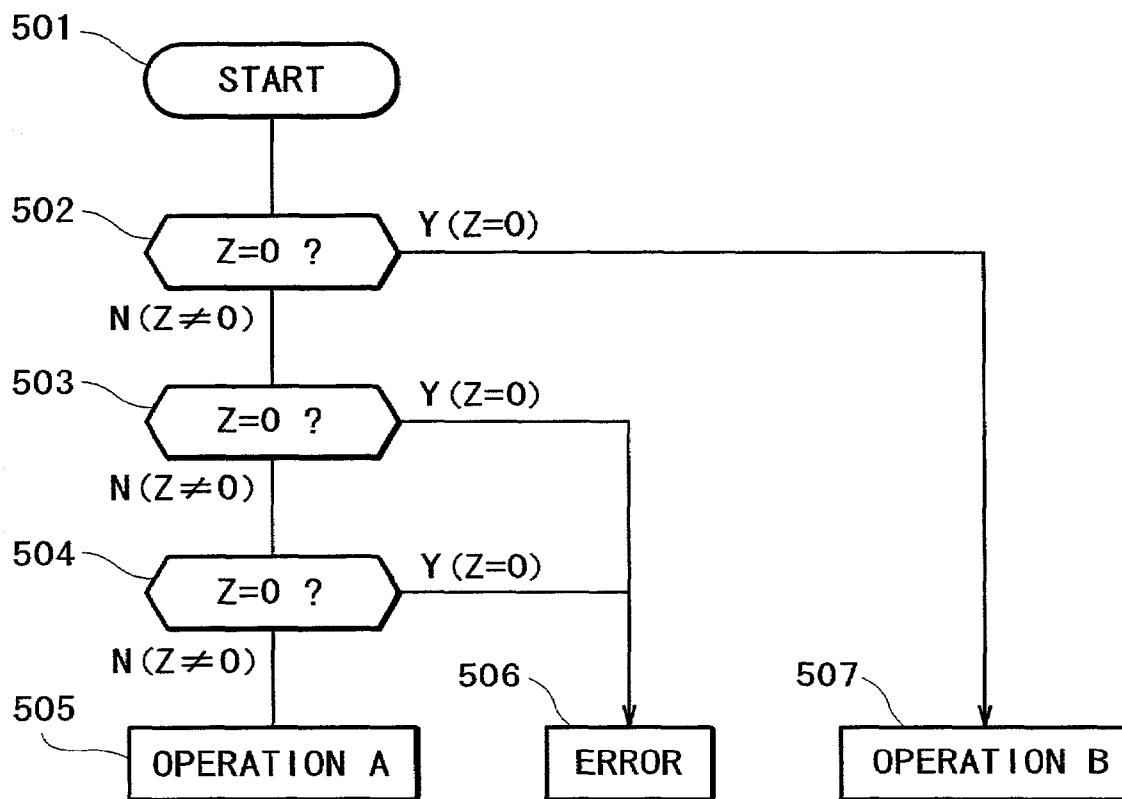 501
START
502
Z=0 ?
Y(Z=0)
N(Z≠0)
503
Z=0 ?
Y(Z=0)
N(Z≠0)
504
Z=0 ?
Y(Z=0)
N(Z≠0)
505
OPERATION A
506
ERROR
507
OPERATION B